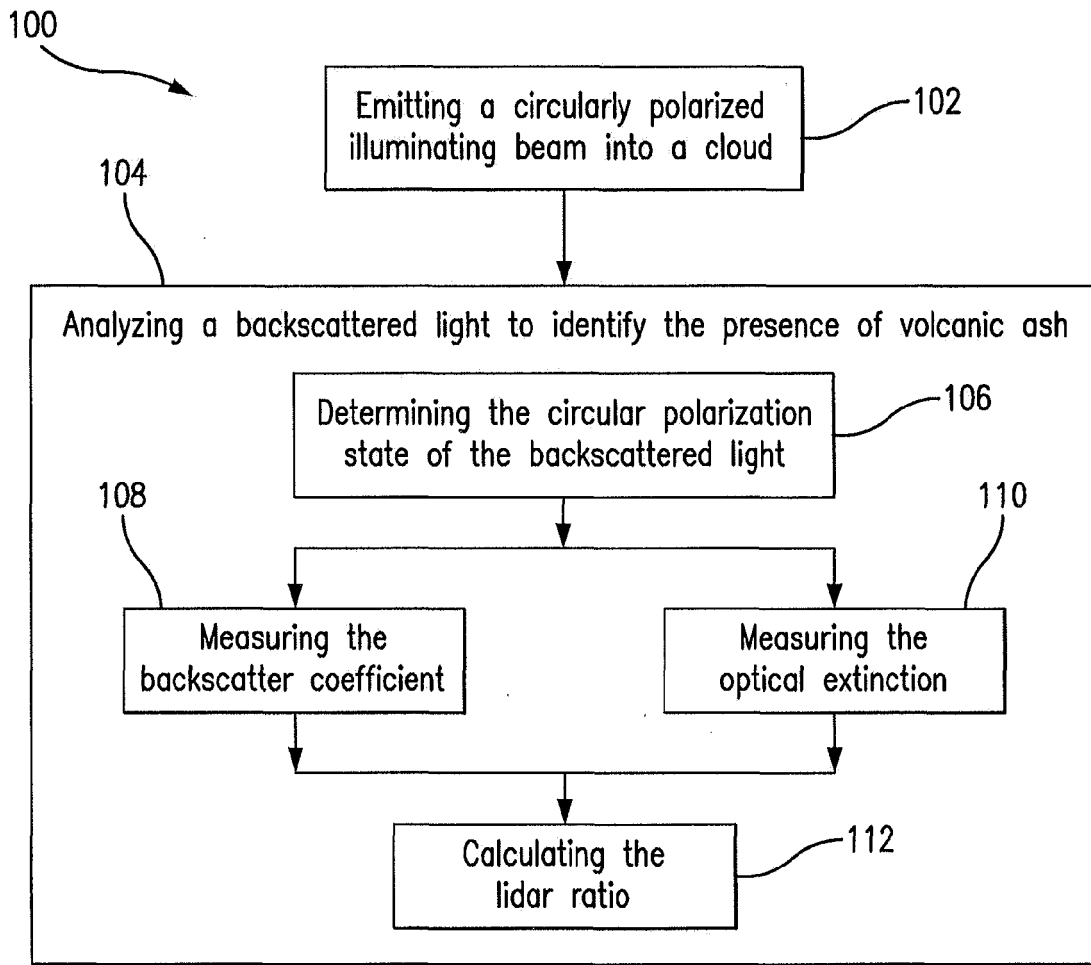 100
Emitting a circularly polarized
illuminating beam into a cloud
102
104
Analyzing a backscattered light to identify the presence of volcanic ash
Determining the circular polarization
state of the backscattered light
106
108
110
Measuring the
backscatter coefficient
Measuring the
optical extinction
Calculating the
lidar ratio
112